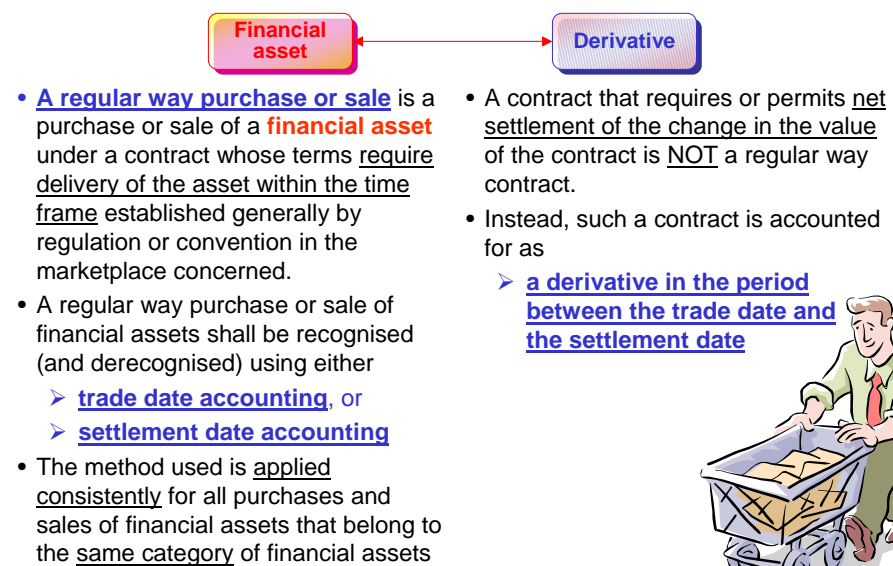 Financial
asset
Derivative
• A regular way purchase or sale is a
purchase or sale of a financial asset
under a contract whose terms require
delivery of the asset within the time
frame established generally by
regulation or convention in the
marketplace concerned.
• A regular way purchase or sale of
financial assets shall be recognised
(and derecognised) using either
➢ trade date accounting, or
➢ settlement date accounting
• The method used is applied
consistently for all purchases and
sales of financial assets that belong to
the same category of financial assets
• A contract that requires or permits net
settlement of the change in the value
of the contract is NOT a regular way
contract.
• Instead, such a contract is accounted
for as
➢ a derivative in the period
between the trade date and
the settlement date